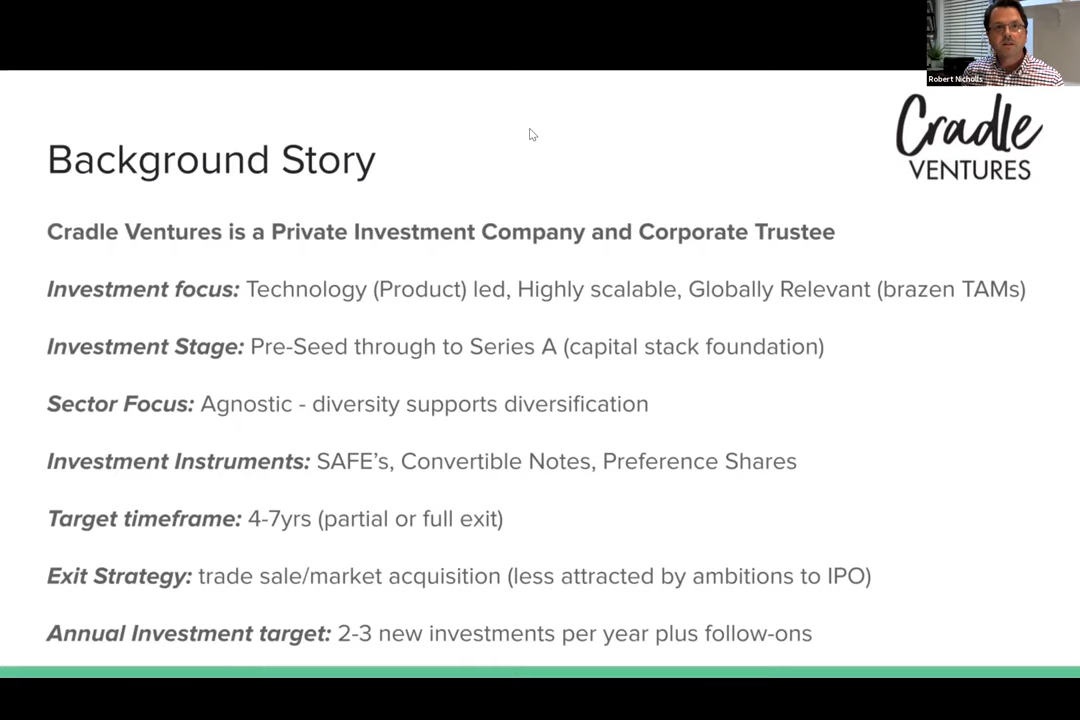 Robert Nicholls
Cradle
VENTURES
Background Story
Cradle Ventures is a Private Investment Company and Corporate Trustee
Investment focus: Technology (Product) led, Highly scalable, Globally Relevant (brazen TAMs)
Investment Stage: Pre-Seed through to Series A (capital stack foundation)
Sector Focus: Agnostic - diversity supports diversification
Investment Instruments: SAFE’s, Convertible Notes, Preference Shares
Target timeframe: 4-7yrs (partial or full exit)
Exit Strategy: trade sale/market acquisition (less attracted by ambitions to IPO)
Annual Investment target: 2-3 new investments per year plus follow-ons